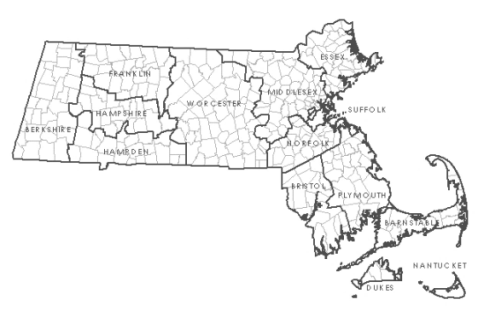 ESSEX
FRANKLIN
MIDDLESEX
WORCESTER
SUFFOLK
HAMPSHIRE
BERKSHIRE
NORFOLK
HAMPDEN
BRISTOL
PLYMOUTH
BARNSTABLE
NANTUCKET
DUKES